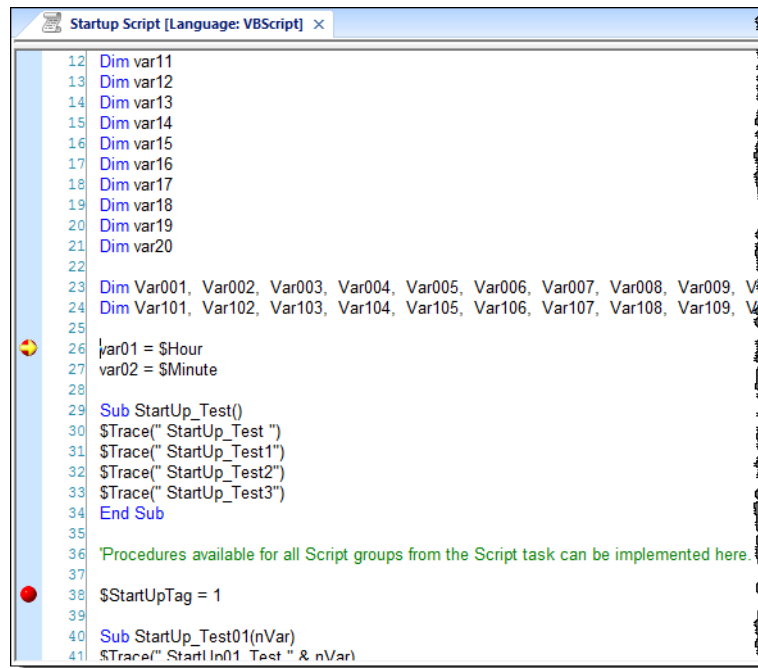 Startup Script [Language: VBScript] ×
12 Dim var11
13 Dim var12
14 Dim var13
15 Dim var14
16 Dim var15
17 Dim var16
18 Dim var17
19 Dim var18
20 Dim var19
21 Dim var20
22
23 Dim Var001, Var002, Var003, Var004, Var005, Var006, Var007, Var008, Var009,
24 Dim Var101, Var102, Var103, Var104, Var105, Var106, Var107, Var108, Var109,
25
26 var01 = $Hour
27 var02 = $Minute
28
29 Sub StartUp_Test()
30 $Trace(" StartUp_Test ")
31 $Trace(" StartUp_Test1")
32 $Trace(" StartUp_Test2")
33 $Trace(" StartUp_Test3")
34 End Sub
35
36 'Procedures available for all Script groups from the Script task can be implemented here.
37
38 $StartUpTag = 1
39
40 Sub StartUp_Test01(nVar)
41 $Trace(" StartUp01_Test " & nVar)